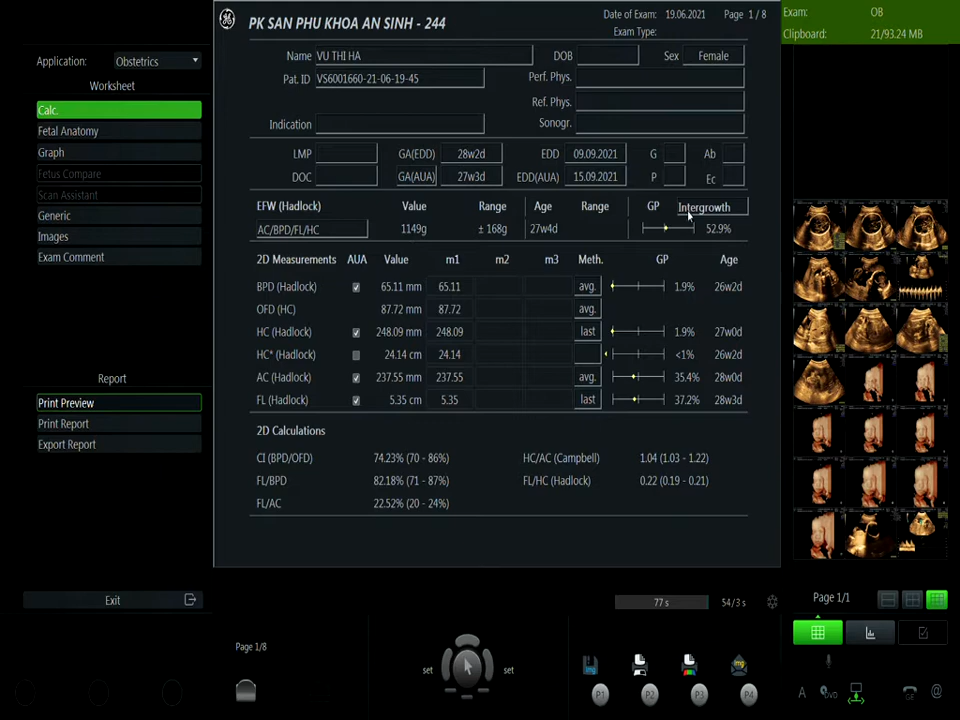 PK SAN PHU KHOA AN SINH - 244
Date of Exam: 19.06.2021 Page 1 / 8
Exam Type:
Exam: OB
Clipboard: 21/93.24 MB
Application: Obstetrics
Worksheet
Calc.
Fetal Anatomy
Graph
Fetus Compare
Scan Assistant
Generic
Images
Exam Comment
Report
Print Preview
Print Report
Export Report
Exit
Name VU THI HA DOB Sex Female
Pat. ID VS6001660-21-06-19-45 Perf. Phys.
Ref. Phys.
Indication Sonogr.
LMP GA(EDD) 28w2d EDD 09.09.2021 G Ab
DOC GA(AUA) 27w3d EDD(AUA) 15.09.2021 P Ec
EFW (Hadlock) Value Range Age Range GP Intergrowth
AC/BPD/FL/HC 1149g ± 168g 27w4d 52.9%
2D Measurements AUA Value m1 m2 m3 Meth. GP Age
BPD (Hadlock) 65.11 mm 65.11 avg. 1.9% 26w2d
OFD (HC) 87.72 mm 87.72 avg.
HC (Hadlock) 248.09 mm 248.09 last 1.9% 27w0d
HC* (Hadlock) 24.14 cm 24.14 <1% 26w2d
AC (Hadlock) 237.55 mm 237.55 avg. 35.4% 28w0d
FL (Hadlock) 5.35 cm 5.35 last 37.2% 28w3d
2D Calculations
CI (BPD/OFD) 74.23% (70 - 86%) HC/AC (Campbell) 1.04 (1.03 - 1.22)
FL/BPD 82.18% (71 - 87%) FL/HC (Hadlock) 0.22 (0.19 - 0.21)
FL/AC 22.52% (20 - 24%)
77 s 54/3 s
Page 1/1
Page 1/8
set set
P1 P2 P3 P4
img
A DVD @